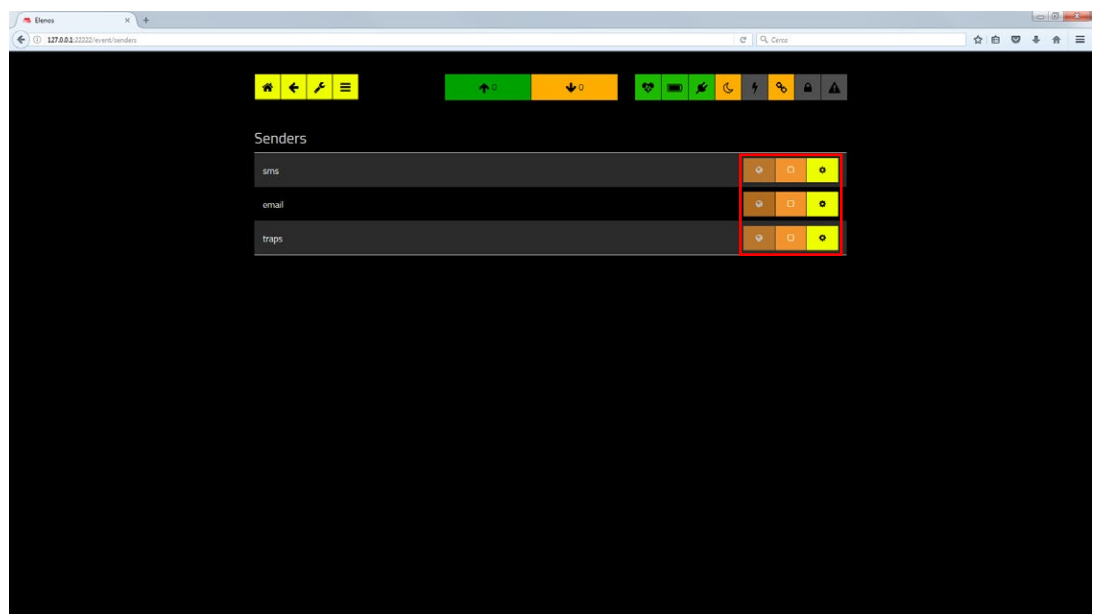 Elenos
127.0.0.1:22222/event/senders
Cerca
0
0
Senders
sms
email
traps